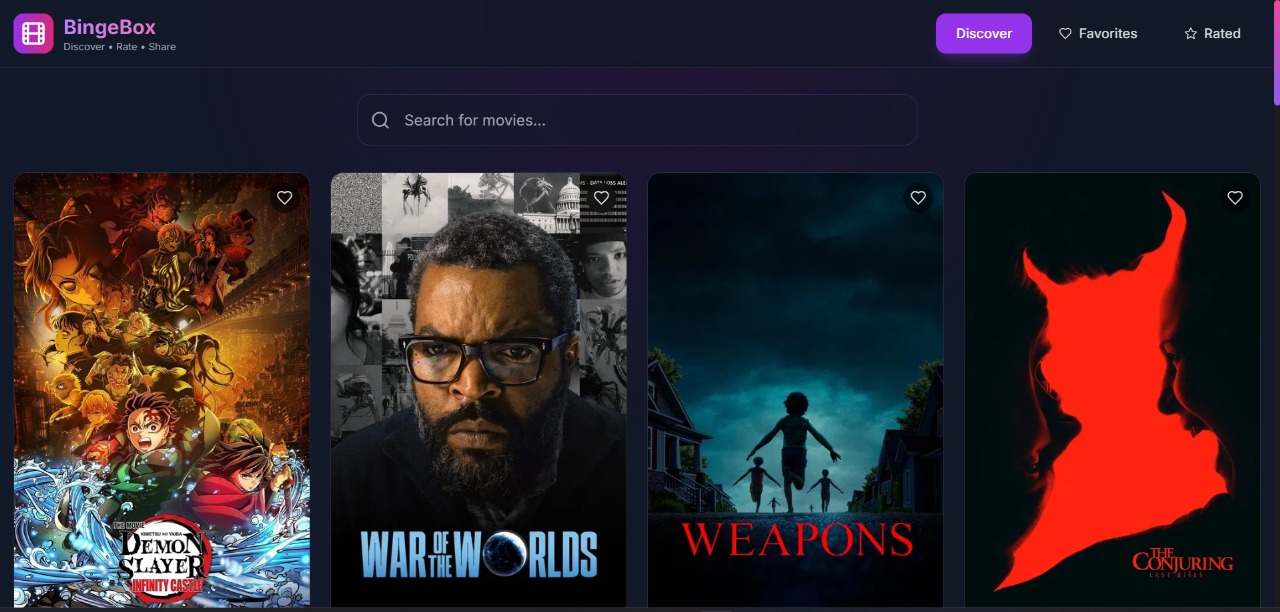 BingeBox
Discover • Rate • Share
Discover
Favorites
Rated
Search for movies...
THE MOVIE
KIMETSU NO YAIBA
DEMON
SLAYER
INFINITY CASTLE
WAR OF THE WORLDS
WEAPONS
THE
CONJURING
LAST RITES